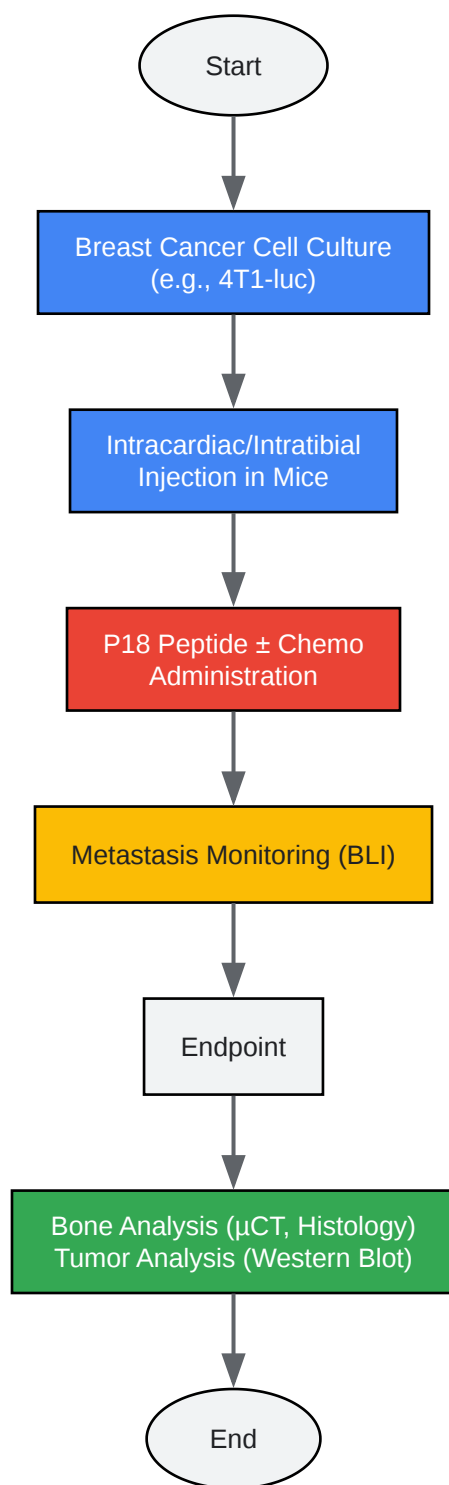 Start
Breast Cancer Cell Culture
(e.g., 4T1-luc)
Intracardiac/Intratibial
Injection in Mice
P18 Peptide ± Chemo
Administration
Metastasis Monitoring (BLI)
Endpoint
Bone Analysis (µCT, Histology)
Tumor Analysis (Western Blot)
End